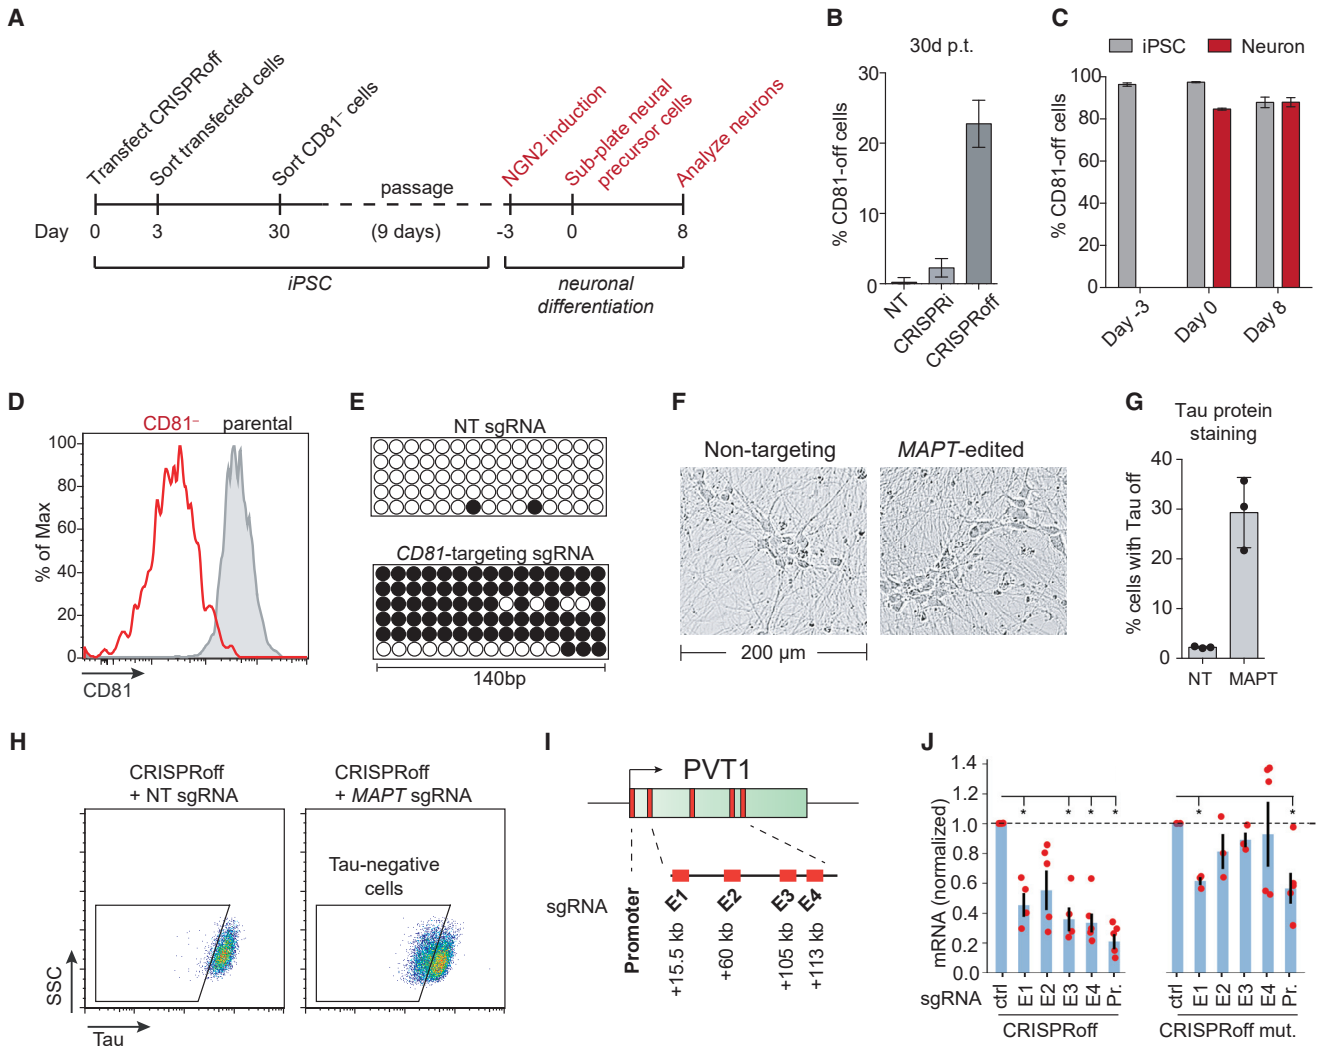 A
Transfect CRISPRoff
Sort transfected cells
Sort CD81⁻ cells
passage
NGN2 induction
Sub-plate neural
precursor cells
Analyze neurons
Day
0
3
30
(9 days)
-3
0
8
iPSC
neuronal
differentiation
B
30d p.t.
% CD81-off cells
30
20
10
0
NT
CRISPRi
CRISPRoff
C
iPSC
Neuron
% CD81-off cells
100
80
60
40
20
0
Day -3
Day 0
Day 8
D
CD81⁻
parental
% of Max
100
80
60
40
20
0
CD81
E
NT sgRNA
CD81-targeting sgRNA
140bp
F
Non-targeting
MAPT-edited
200 µm
G
Tau protein
staining
% cells with Tau off
40
30
20
10
0
NT
MAPT
H
CRISPRoff
+ NT sgRNA
CRISPRoff
+ MAPT sgRNA
Tau-negative
cells
SSC
Tau
I
PVT1
sgRNA
Promoter
E1
E2
E3
E4
+15.5 kb
+60 kb
+105 kb
+113 kb
J
mRNA (normalized)
1.4
1.2
1.0
0.8
0.6
0.4
0.2
0.0
* * * *
* *
sgRNA
ctrl
E1
E2
E3
E4
Pr.
ctrl
E1
E2
E3
E4
Pr.
CRISPRoff
CRISPRoff mut.